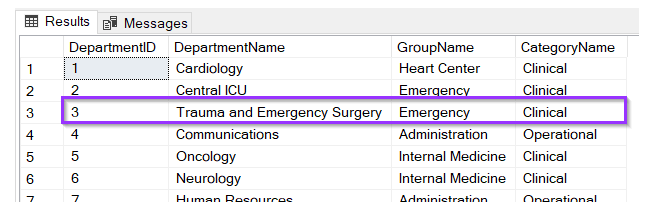 Results Messages
DepartmentID DepartmentName GroupName CategoryName
1 1 Cardiology Heart Center Clinical
2 2 Central ICU Emergency Clinical
3 3 Trauma and Emergency Surgery Emergency Clinical
4 4 Communications Administration Operational
5 5 Oncology Internal Medicine Clinical
6 6 Neurology Internal Medicine Clinical
7 7 Human Resources Administration Operational